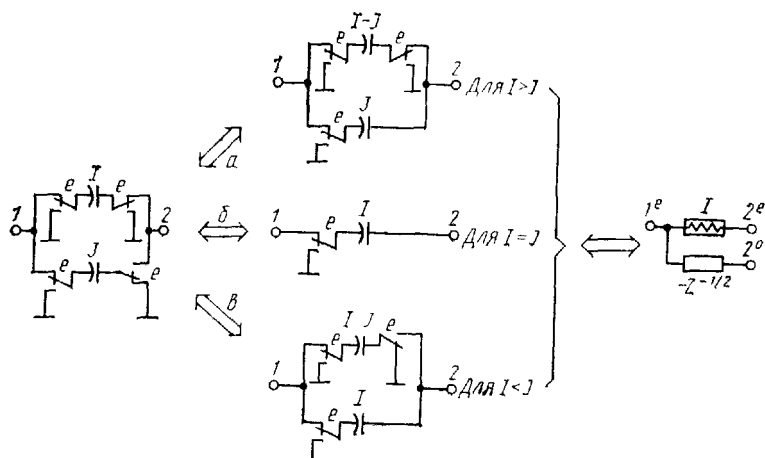 I-J
e e
1 2 Для I>J
J
e
а
I
e e
1 2
J
e e
б
I
1 2 Для I=J
e
в
I J e
e
1 2 Для I<J
I
e
I
1ᵉ 2ᵉ
2ᵒ
-Z⁻¹/²